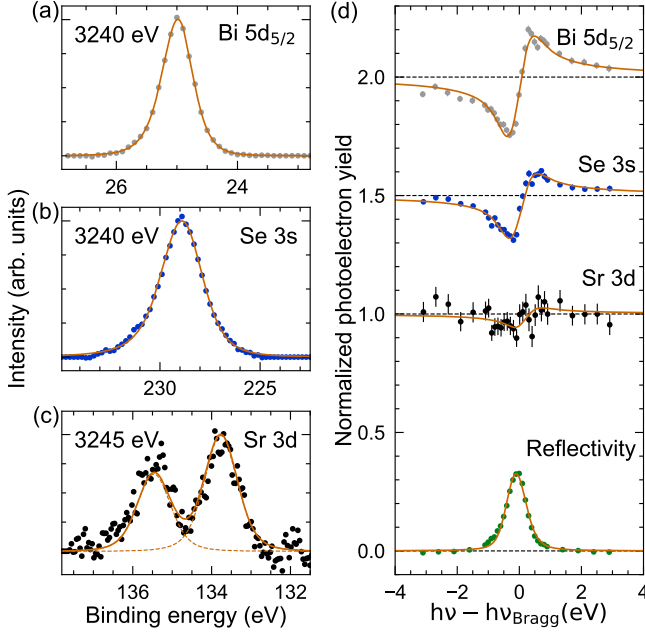 (a)
3240 eV
Bi 5d5/2
26
24
(b)
3240 eV
Se 3s
230
225
(c)
3245 eV
Sr 3d
136
134
132
Binding energy (eV)
Intensity (arb. units)
(d)
Bi 5d5/2
Se 3s
Sr 3d
Reflectivity
2.0
1.5
1.0
0.5
0.0
−4
−2
0
2
4
hν − hνBragg(eV)
Normalized photoelectron yield